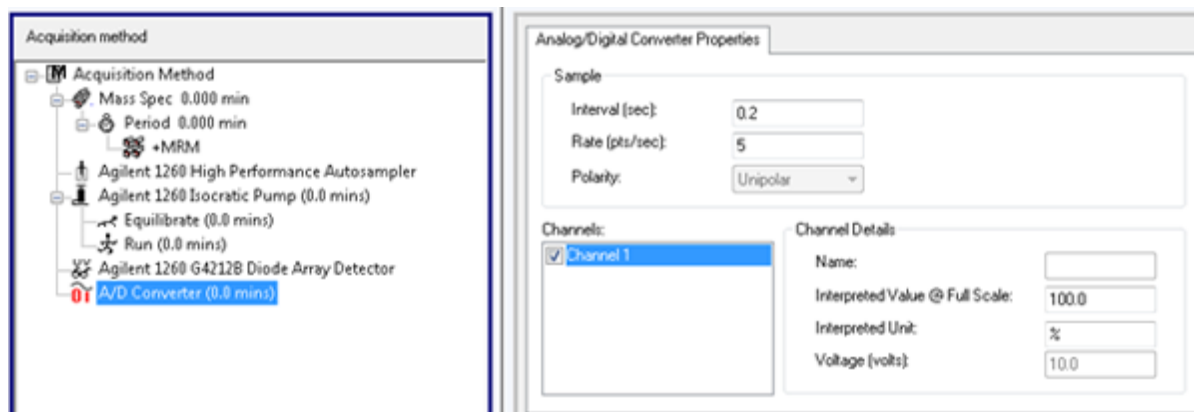 Acquisition method
Acquisition Method
Mass Spec 0.000 min
Period 0.000 min
+MRM
Agilent 1260 High Performance Autosampler
Agilent 1260 Isocratic Pump (0.0 mins)
Equilibrate (0.0 mins)
Run (0.0 mins)
Agilent 1260 G4212B Diode Array Detector
A/D Converter (0.0 mins)
Analog/Digital Converter Properties
Sample
Interval (sec): 0.2
Rate (pts/sec): 5
Polarity: Unipolar
Channels:
Channel 1
Channel Details
Name:
Interpreted Value @ Full Scale: 100.0
Interpreted Unit: %
Voltage (volts): 10.0